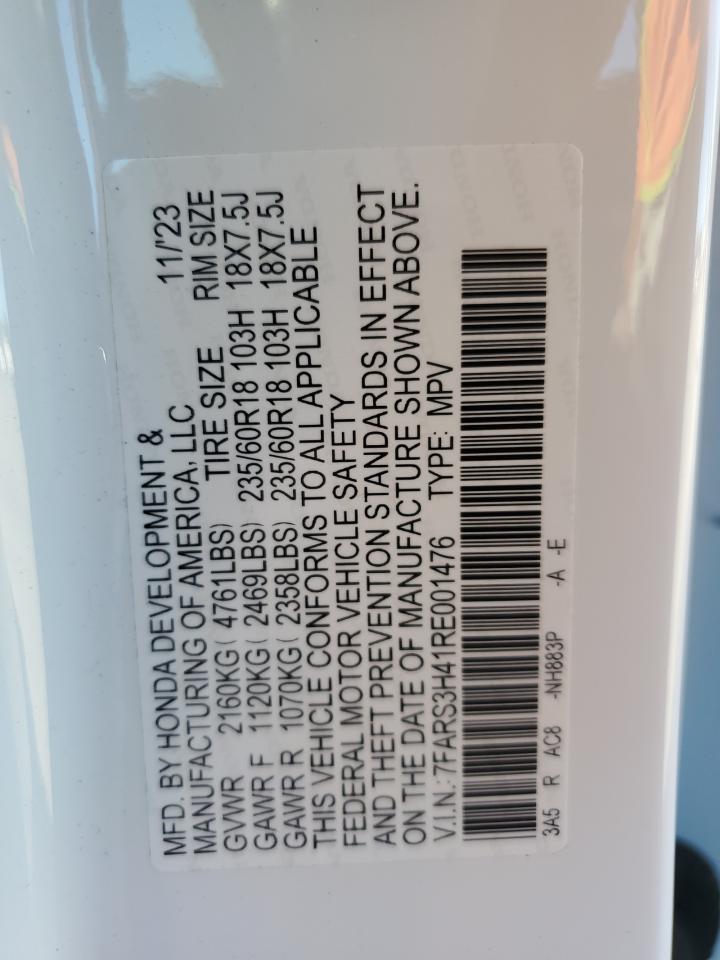 MFD. BY HONDA DEVELOPMENT & 11/'23
MANUFACTURING OF AMERICA, LLC
TIRE SIZE RIM SIZE
GVWR 2160KG( 4761LBS)
GAWR F 1120KG( 2469LBS) 235/60R18 103H 18X7.5J
GAWR R 1070KG( 2358LBS) 235/60R18 103H 18X7.5J
THIS VEHICLE CONFORMS TO ALL APPLICABLE
FEDERAL MOTOR VEHICLE SAFETY
AND THEFT PREVENTION STANDARDS IN EFFECT
ON THE DATE OF MANUFACTURE SHOWN ABOVE.
V.I.N.: 7FARS3H41RE001476 TYPE: MPV
3A5 R AC8 -NH883P -A -E